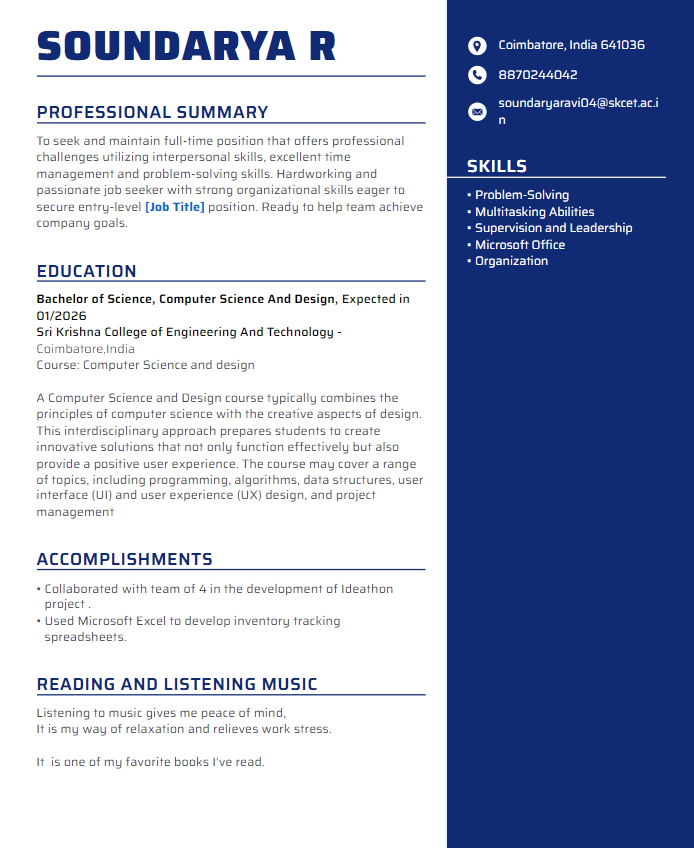 SOUNDARYA R
PROFESSIONAL SUMMARY
To seek and maintain full-time position that offers professional
challenges utilizing interpersonal skills, excellent time
management and problem-solving skills. Hardworking and
passionate job seeker with strong organizational skills eager to
secure entry-level [Job Title] position. Ready to help team achieve
company goals.
EDUCATION
Bachelor of Science, Computer Science And Design, Expected in
01/2026
Sri Krishna College of Engineering And Technology -
Coimbatore,India
Course: Computer Science and design
A Computer Science and Design course typically combines the
principles of computer science with the creative aspects of design.
This interdisciplinary approach prepares students to create
innovative solutions that not only function effectively but also
provide a positive user experience. The course may cover a range
of topics, including programming, algorithms, data structures, user
interface (UI) and user experience (UX) design, and project
management
ACCOMPLISHMENTS
• Collaborated with team of 4 in the development of Ideathon
project .
• Used Microsoft Excel to develop inventory tracking
spreadsheets.
READING AND LISTENING MUSIC
Listening to music gives me peace of mind,
It is my way of relaxation and relieves work stress.
It  is one of my favorite books I've read.
Coimbatore, India 641036
8870244042
soundaryaravi04@skcet.ac.i
n
SKILLS
• Problem-Solving
• Multitasking Abilities
• Supervision and Leadership
• Microsoft Office
• Organization